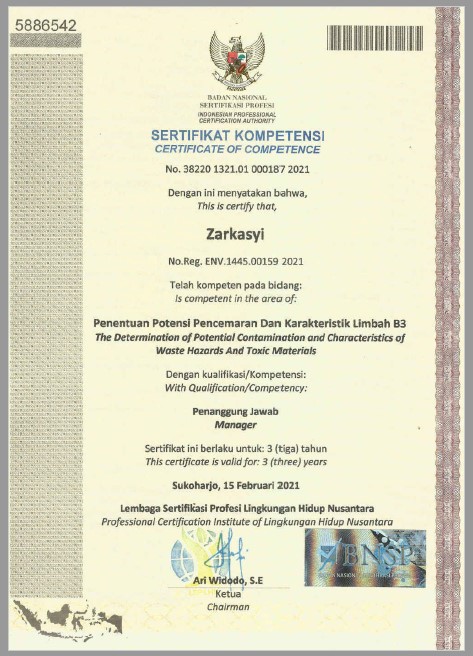 5886542
BADAN NASIONAL
SERTIFIKASI PROFESI
INDONESIAN PROFESSIONAL
CERTIFICATION AUTHORITY
SERTIFIKAT KOMPETENSI
CERTIFICATE OF COMPETENCE
No. 38220 1321.01 000187 2021
Dengan ini menyatakan bahwa,
This is certify that,
Zarkasyi
No.Reg. ENV.1445.00159 2021
Telah kompeten pada bidang:
Is competent in the area of:
Penentuan Potensi Pencemaran Dan Karakteristik Limbah B3
The Determination of Potential Contamination and Characteristics of
Waste Hazards And Toxic Materials
Dengan kualifikasi/Kompetensi:
With Qualification/Competency:
Penanggung Jawab
Manager
Sertifikat ini berlaku untuk: 3 (tiga) tahun
This certificate is valid for: 3 (three) years
Sukoharjo, 15 Februari 2021
Lembaga Sertifikasi Profesi Lingkungan Hidup Nusantara
Professional Certification Institute of Lingkungan Hidup Nusantara
BNSP
Ari Widodo, S.E
Ketua
Chairman